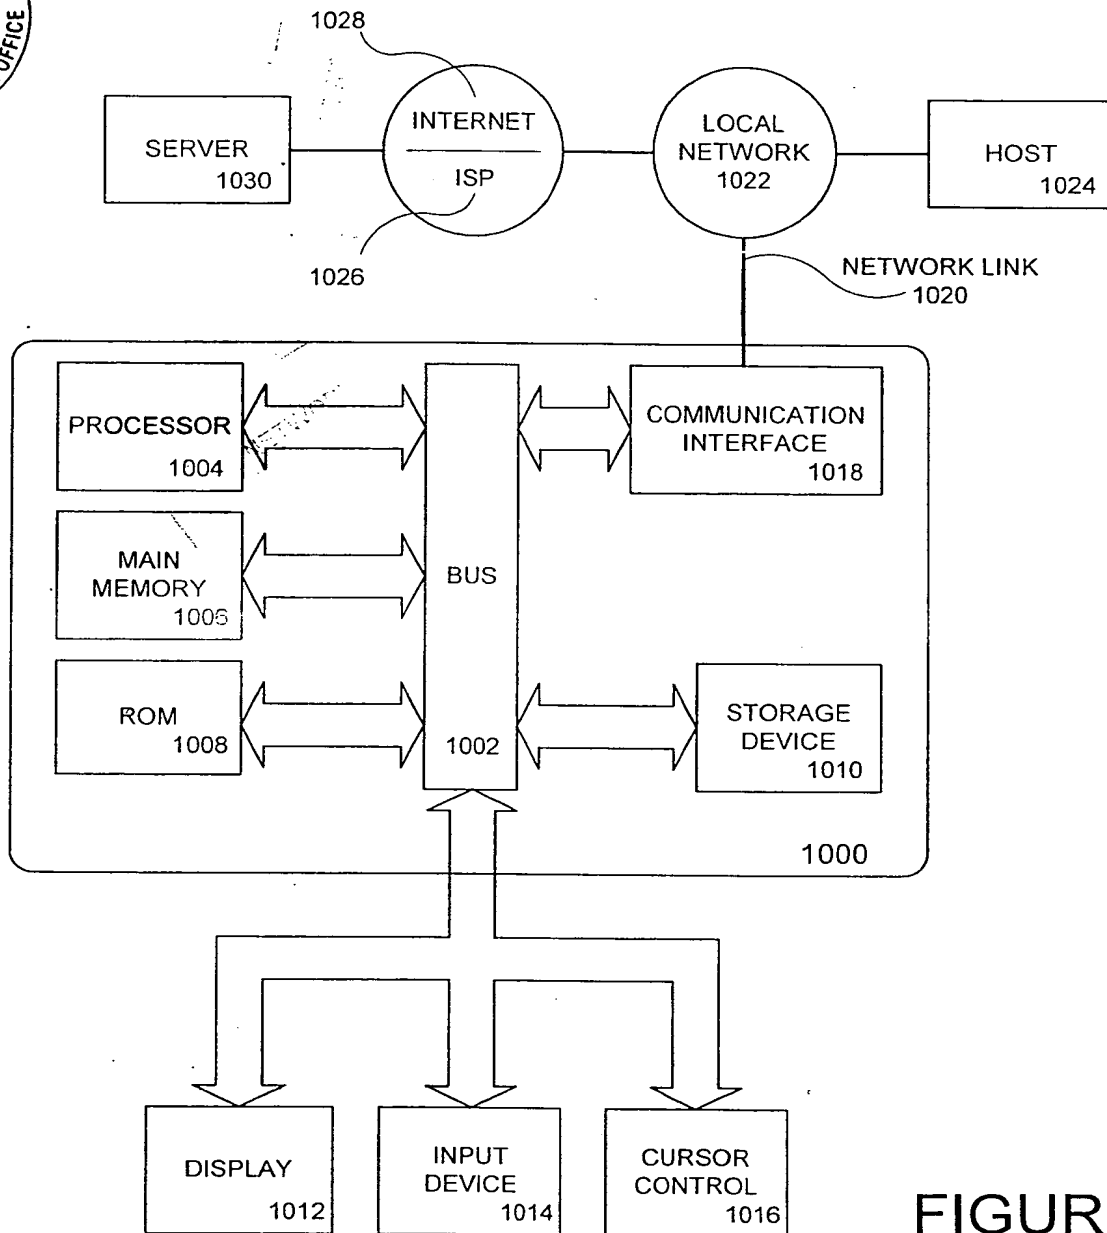 OFFICE
1028
INTERNET
ISP
1026
SERVER
1030
LOCAL
NETWORK
1022
HOST
1024
NETWORK LINK
1020
PROCESSOR
1004
MAIN
MEMORY
1006
ROM
1008
BUS
1002
COMMUNICATION
INTERFACE
1018
STORAGE
DEVICE
1010
1000
DISPLAY
1012
INPUT
DEVICE
1014
CURSOR
CONTROL
1016
FIGUR